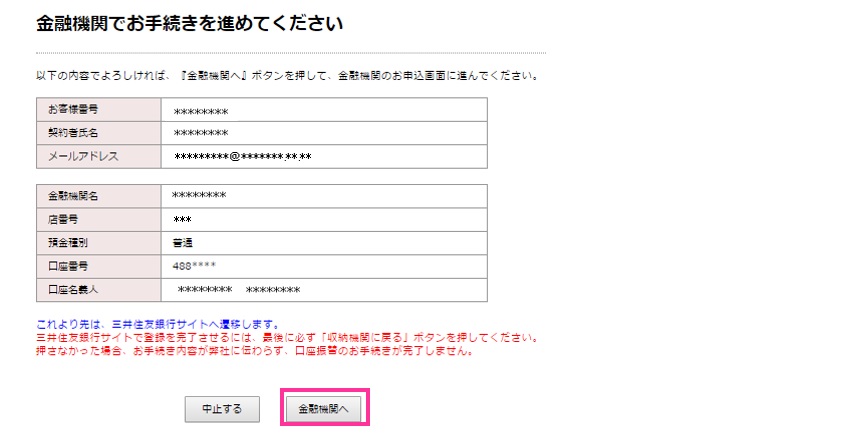 金融機関でお手続きを進めてください
以下の内容でよろしければ、『金融機関へ』ボタンを押して、金融機関のお申込画面に進んでください。
お客様番号 ********
契約者氏名 ********
メールアドレス *********@*******.**.**
金融機関名 ********
店番号 ***
預金種別 普通
口座番号 488****
口座名義人 ******** ********
これより先は、三井住友銀行サイトへ遷移します。
三井住友銀行サイトで登録を完了させるには、最後に必ず「収納機関に戻る」ボタンを押してください。
押さなかった場合、お手続き内容が弊社に伝わらず、口座振替のお手続きが完了しません。
中止する 金融機関へ